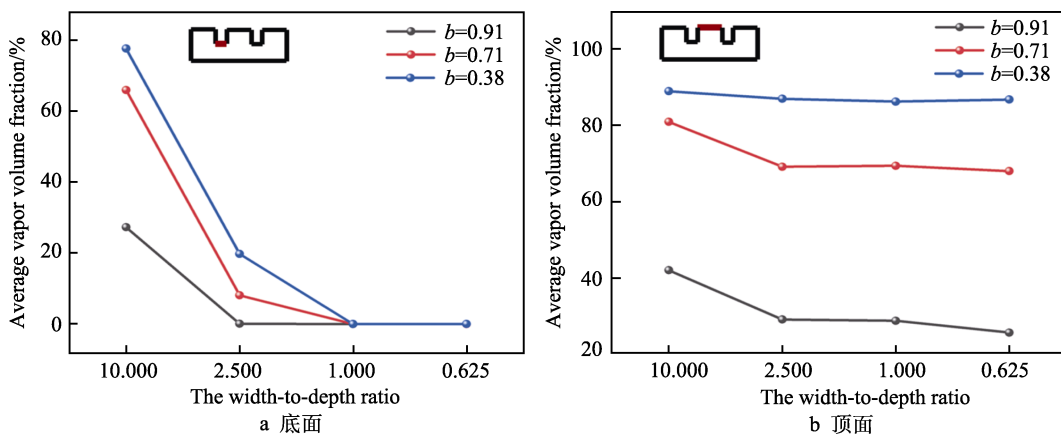 80
60
40
20
0
Average vapor volume fraction/%
b=0.91
b=0.71
b=0.38
10.000 2.500 1.000 0.625
The width-to-depth ratio
a 底面
100
80
60
40
20
Average vapor volume fraction/%
b=0.91
b=0.71
b=0.38
10.000 2.500 1.000 0.625
The width-to-depth ratio
b 顶面